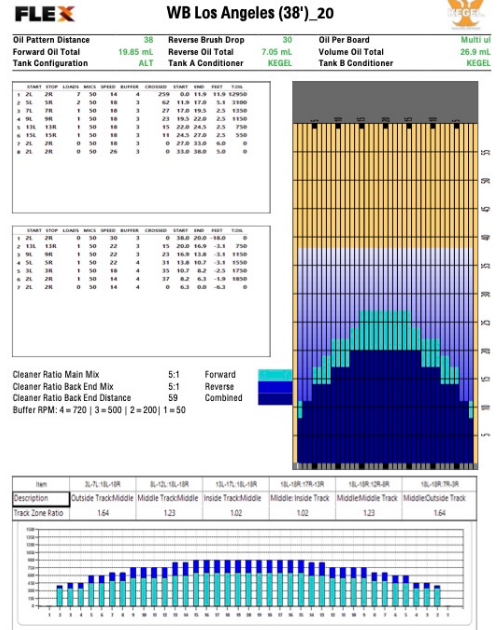 FLEX
WB Los Angeles (38')_20
KEGEL
Oil Pattern Distance 38 Reverse Brush Drop 30 Oil Per Board Multi ul
Forward Oil Total 19.85 mL Reverse Oil Total 7.05 mL Volume Oil Total 26.9 mL
Tank Configuration ALT Tank A Conditioner KEGEL Tank B Conditioner KEGEL
START STOP LOADS MICS SPEED BUFFER CROSSED START END FEET T.OIL
1 2L 2R 7 50 14 4 259 0.0 11.9 11.9 12950
2 5L 5R 2 50 18 3 62 11.9 17.0 5.1 3100
3 7L 7R 1 50 18 3 27 17.0 19.5 2.5 1350
4 9L 9R 1 50 18 3 23 19.5 22.0 2.5 1150
5 13L 13R 1 50 18 3 15 22.0 24.5 2.5 750
6 15L 15R 1 50 18 3 11 24.5 27.0 2.5 550
7 2L 2R 0 50 18 3 0 27.0 33.0 6.0 0
8 2L 2R 0 50 26 3 0 33.0 38.0 5.0 0
START STOP LOADS MICS SPEED BUFFER CROSSED START END FEET T.OIL
1 2L 2R 0 50 30 3 0 38.0 20.0 -18.0 0
2 13L 13R 1 50 22 3 15 20.0 16.9 -3.1 750
3 9L 9R 1 50 22 3 23 16.9 13.8 -3.1 1150
4 5L 5R 1 50 22 4 31 13.8 10.7 -3.1 1550
5 3L 3R 1 50 18 4 35 10.7 8.2 -2.5 1750
6 2L 2R 1 50 14 4 37 8.2 6.3 -1.9 1850
7 2L 2R 0 50 14 4 0 6.3 0.0 -6.3 0
Cleaner Ratio Main Mix 5:1 Forward
Cleaner Ratio Back End Mix 5:1 Reverse
Cleaner Ratio Back End Distance 59 Combined
Buffer RPM: 4 = 720 | 3 = 500 | 2 = 200 | 1 = 50
Item 3L-7L:18L-18R 8L-12L:18L-18R 13L-17L:18L-18R 18L-18R:17R-13R 18L-18R:12R-8R 18L-18R:7R-3R
Description Outside Track:Middle Middle Track:Middle Inside Track:Middle Middle: Inside Track Middle:Middle Track Middle:Outside Track
Track Zone Ratio 1.64 1.23 1.02 1.02 1.23 1.64